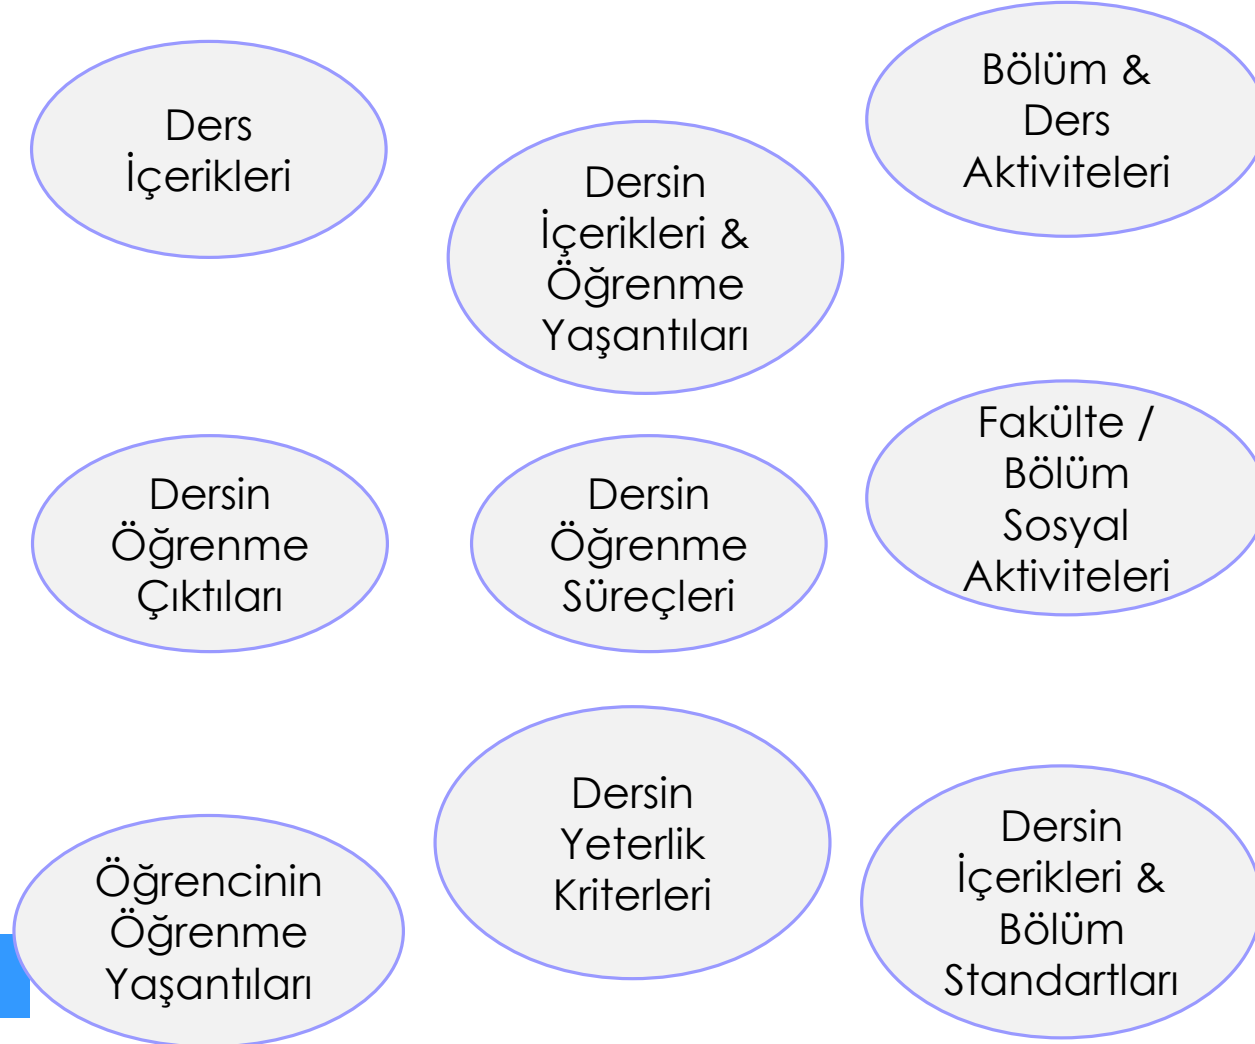 Ders
İçerikleri
Dersin
İçerikleri &
Öğrenme
Yaşantıları
Bölüm &
Ders
Aktiviteleri
Dersin
Öğrenme
Çıktıları
Dersin
Öğrenme
Süreçleri
Fakülte /
Bölüm
Sosyal
Aktiviteleri
Öğrencinin
Öğrenme
Yaşantıları
Dersin
Yeterlik
Kriterleri
Dersin
İçerikleri &
Bölüm
Standartları